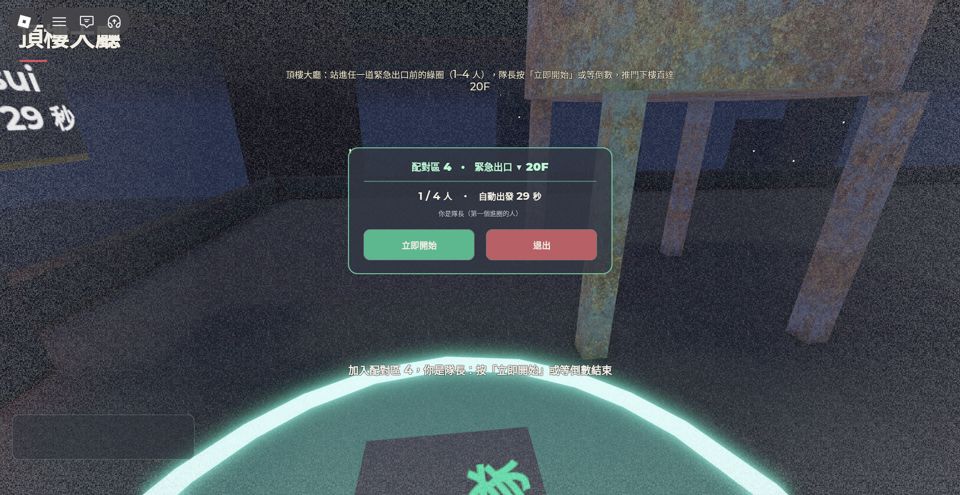 頂樓大廳
sui
29 秒
頂樓大廳：站進任一道緊急出口前的綠圈（1–4 人），隊長按「立即開始」或等倒數，推門下樓直達
20F
配對區 4 • 緊急出口 ▼ 20F
1 / 4 人 • 自動出發 29 秒
你是隊長（第一個進圈的人）
立即開始
退出
加入配對區 4，你是隊長：按「立即開始」或等倒數結束